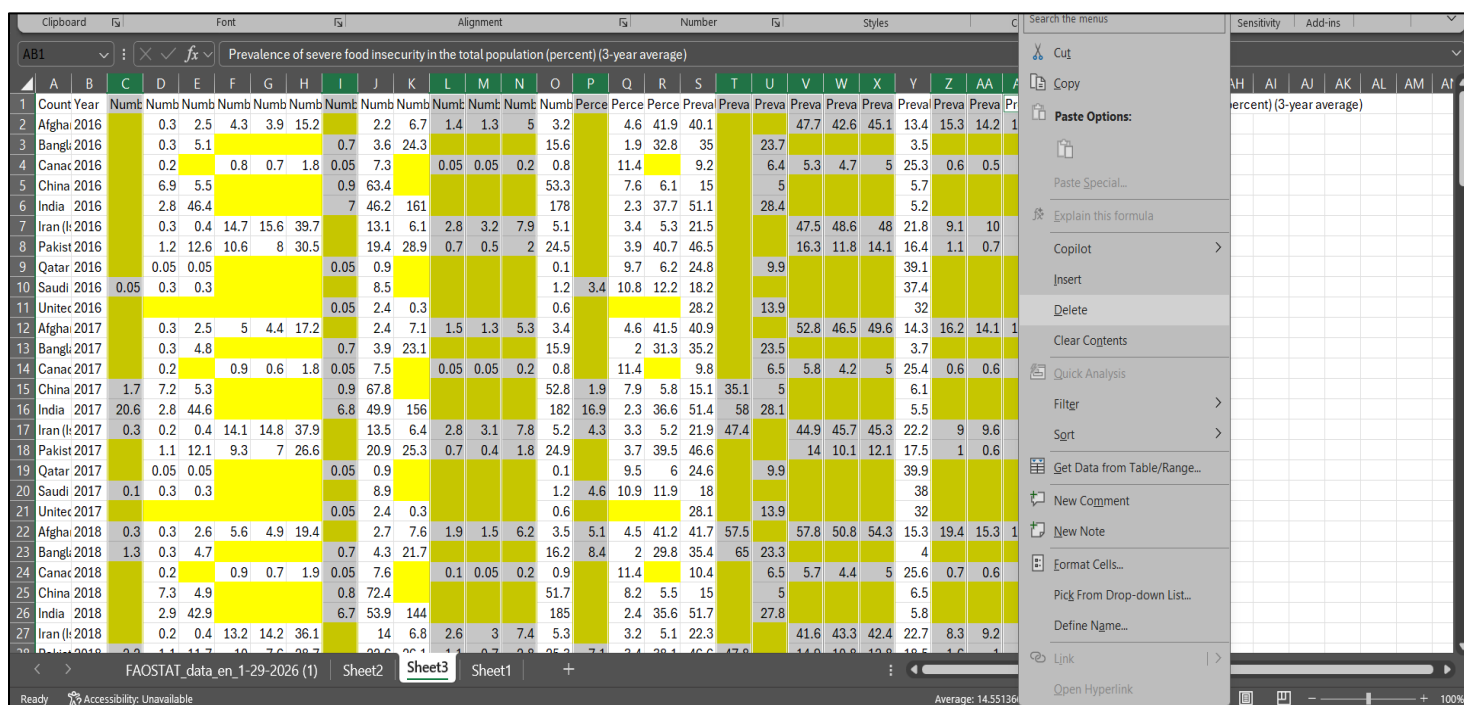 Clipboard Font Alignment Number Styles C Sensitivity Add-ins
AB1 fx Prevalence of severe food insecurity in the total population (percent) (3-year average)
A B C D E F G H I J K L M N O P Q R S T U V W X Y Z AA A AH AI AJ AK AL AM AN
1 Count Year Numb Numb Numb Numb Numb Numb Numb Numb Numb Numb Numb Numb Numb Perce Perce Perce Preval Preva Preva Preva Preva Preva Preval Preva Preva Pr percent) (3-year average)
2 Afghai 2016 0.3 2.5 4.3 3.9 15.2 2.2 6.7 1.4 1.3 5 3.2 4.6 41.9 40.1 47.7 42.6 45.1 13.4 15.3 14.2 1
3 Bangla 2016 0.3 5.1 0.7 3.6 24.3 15.6 1.9 32.8 35 23.7 3.5
4 Canac 2016 0.2 0.8 0.7 1.8 0.05 7.3 0.05 0.05 0.2 0.8 11.4 9.2 6.4 5.3 4.7 5 25.3 0.6 0.5
5 China 2016 6.9 5.5 0.9 63.4 53.3 7.6 6.1 15 5 5.7
6 India 2016 2.8 46.4 7 46.2 161 178 2.3 37.7 51.1 28.4 5.2
7 Iran (I: 2016 0.3 0.4 14.7 15.6 39.7 13.1 6.1 2.8 3.2 7.9 5.1 3.4 5.3 21.5 47.5 48.6 48 21.8 9.1 10
8 Pakist 2016 1.2 12.6 10.6 8 30.5 19.4 28.9 0.7 0.5 2 24.5 3.9 40.7 46.5 16.3 11.8 14.1 16.4 1.1 0.7
9 Qatar 2016 0.05 0.05 0.05 0.9 0.1 9.7 6.2 24.8 9.9 39.1
10 Saudi 2016 0.05 0.3 0.3 8.5 1.2 3.4 10.8 12.2 18.2 37.4
11 Unitec 2016 0.05 2.4 0.3 0.6 28.2 13.9 32
12 Afghai 2017 0.3 2.5 5 4.4 17.2 2.4 7.1 1.5 1.3 5.3 3.4 4.6 41.5 40.9 52.8 46.5 49.6 14.3 16.2 14.1 1
13 Bangla 2017 0.3 4.8 0.7 3.9 23.1 15.9 2 31.3 35.2 23.5 3.7
14 Canac 2017 0.2 0.9 0.6 1.8 0.05 7.5 0.05 0.05 0.2 0.8 11.4 9.8 6.5 5.8 4.2 5 25.4 0.6 0.6
15 China 2017 1.7 7.2 5.3 0.9 67.8 52.8 1.9 7.9 5.8 15.1 35.1 5 6.1
16 India 2017 20.6 2.8 44.6 6.8 49.9 156 182 16.9 2.3 36.6 51.4 58 28.1 5.5
17 Iran (I: 2017 0.3 0.2 0.4 14.1 14.8 37.9 13.5 6.4 2.8 3.1 7.8 5.2 4.3 3.3 5.2 21.9 47.4 44.9 45.7 45.3 22.2 9 9.6
18 Pakist 2017 1.1 12.1 9.3 7 26.6 20.9 25.3 0.7 0.4 1.8 24.9 3.7 39.5 46.6 14 10.1 12.1 17.5 1 0.6
19 Qatar 2017 0.05 0.05 0.05 0.9 0.1 9.5 6 24.6 9.9 39.9
20 Saudi 2017 0.1 0.3 0.3 8.9 1.2 4.6 10.9 11.9 18 38
21 Unitec 2017 0.05 2.4 0.3 0.6 28.1 13.9 32
22 Afghai 2018 0.3 0.3 2.6 5.6 4.9 19.4 2.7 7.6 1.9 1.5 6.2 3.5 5.1 4.5 41.2 41.7 57.5 57.8 50.8 54.3 15.3 19.4 15.3 1
23 Bangla 2018 1.3 0.3 4.7 0.7 4.3 21.7 16.2 8.4 2 29.8 35.4 65 23.3 4
24 Canac 2018 0.2 0.9 0.7 1.9 0.05 7.6 0.1 0.05 0.2 0.9 11.4 10.4 6.5 5.7 4.4 5 25.6 0.7 0.6
25 China 2018 7.3 4.9 0.8 72.4 51.7 8.2 5.5 15 5 6.5
26 India 2018 2.9 42.9 6.7 53.9 144 185 2.4 35.6 51.7 27.8 5.8
27 Iran (I: 2018 0.2 0.4 13.2 14.2 36.1 14 6.8 2.6 3 7.4 5.3 3.2 5.1 22.3 41.6 43.3 42.4 22.7 8.3 9.2
Search the menus
Cut
Copy
Paste Options:
Paste Special...
Explain this formula
Copilot
Insert
Delete
Clear Contents
Quick Analysis
Filter
Sort
Get Data from Table/Range...
New Comment
New Note
Format Cells...
Pick From Drop-down List...
Define Name...
Link
Open Hyperlink
FAOSTAT_data_en_1-29-2026 (1) Sheet2 Sheet3 Sheet1
Ready Accessibility: Unavailable Average: 14.5513 100%